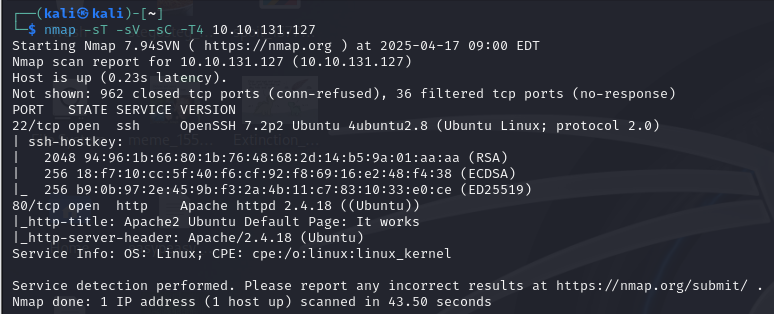 ┌──(kali㉿kali)-[~]
└─$ nmap -sT -sV -sC -T4 10.10.131.127
Starting Nmap 7.94SVN ( https://nmap.org ) at 2025-04-17 09:00 EDT
Nmap scan report for 10.10.131.127 (10.10.131.127)
Host is up (0.23s latency).
Not shown: 962 closed tcp ports (conn-refused), 36 filtered tcp ports (no-response)
PORT   STATE SERVICE VERSION
22/tcp open  ssh     OpenSSH 7.2p2 Ubuntu 4ubuntu2.8 (Ubuntu Linux; protocol 2.0)
| ssh-hostkey:
|   2048 94:96:1b:66:80:1b:76:48:68:2d:14:b5:9a:01:aa:aa (RSA)
|   256 18:f7:10:cc:5f:40:f6:cf:92:f8:69:16:e2:48:f4:38 (ECDSA)
|_  256 b9:0b:97:2e:45:9b:f3:2a:4b:11:c7:83:10:33:e0:ce (ED25519)
80/tcp open  http    Apache httpd 2.4.18 ((Ubuntu))
|_http-title: Apache2 Ubuntu Default Page: It works
|_http-server-header: Apache/2.4.18 (Ubuntu)
Service Info: OS: Linux; CPE: cpe:/o:linux:linux_kernel

Service detection performed. Please report any incorrect results at https://nmap.org/submit/ .
Nmap done: 1 IP address (1 host up) scanned in 43.50 seconds